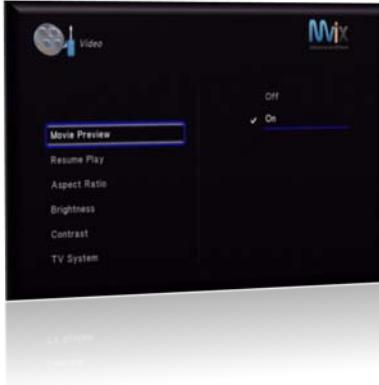 Video
Mvix
Off
On
Movie Preview
Resume Play
Aspect Ratio
Brightness
Contrast
TV System